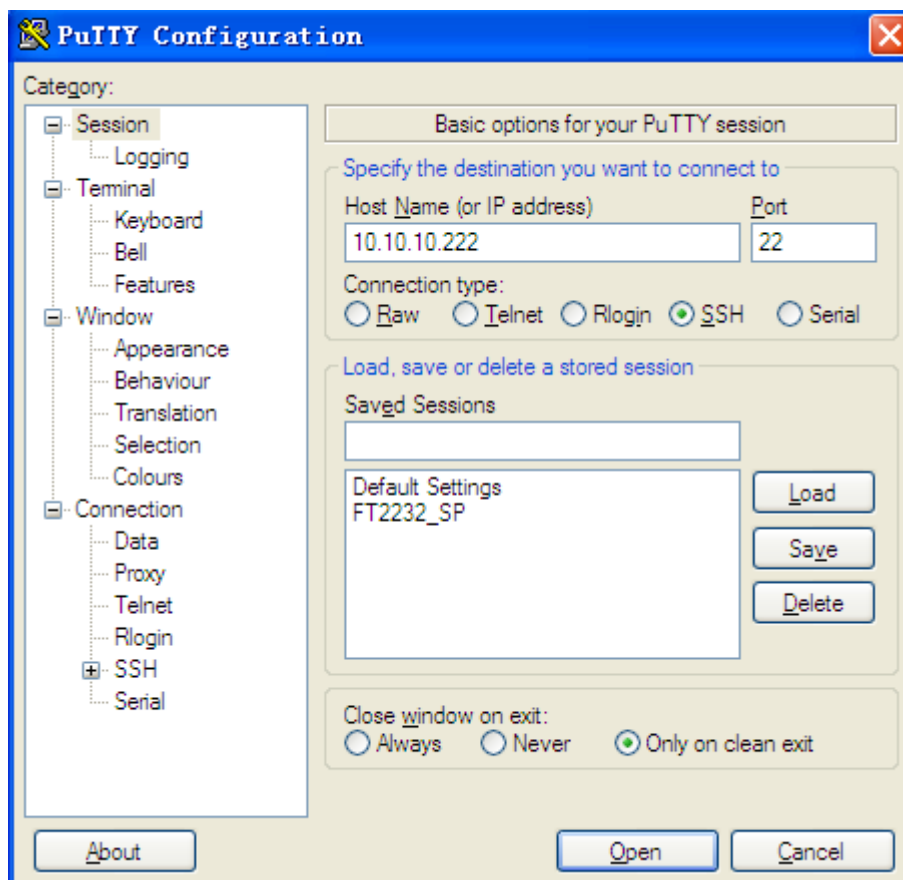 PuTTY Configuration
Category:
Session
Logging
Terminal
Keyboard
Bell
Features
Window
Appearance
Behaviour
Translation
Selection
Colours
Connection
Data
Proxy
Telnet
Rlogin
SSH
Serial
Basic options for your PuTTY session
Specify the destination you want to connect to
Host Name (or IP address) Port
10.10.10.222 22
Connection type:
Raw Telnet Rlogin SSH Serial
Load, save or delete a stored session
Saved Sessions
Default Settings
FT2232_SP
Load
Save
Delete
Close window on exit:
Always Never Only on clean exit
About Open Cancel